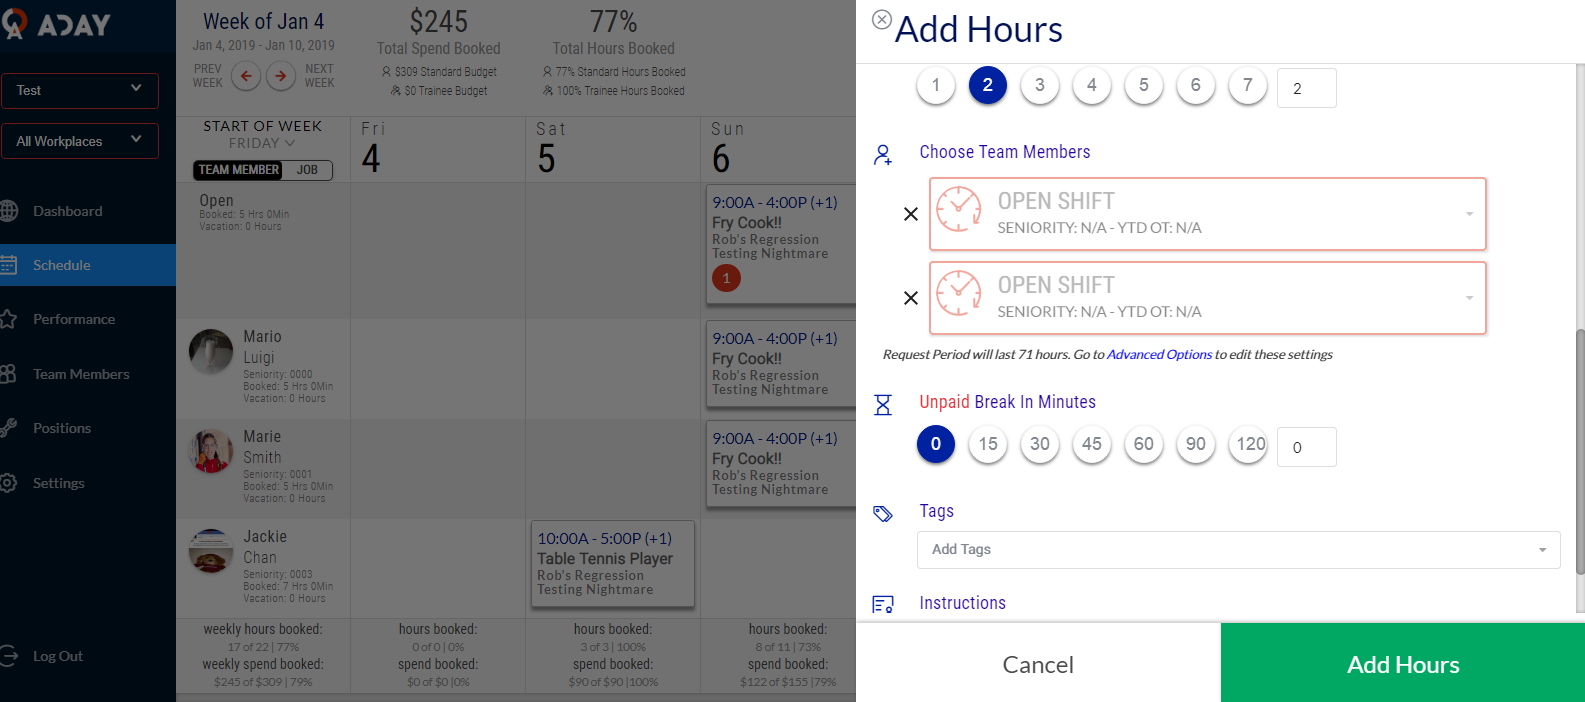 ADAY
Test
All Workplaces
Dashboard
Schedule
Performance
Team Members
Positions
Settings
Log Out
Week of Jan 4
Jan 4, 2019 - Jan 10, 2019
PREV WEEK
NEXT WEEK
$245
Total Spend Booked
$309 Standard Budget
$0 Trainee Budget
77%
Total Hours Booked
77% Standard Hours Booked
100% Trainee Hours Booked
START OF WEEK
FRIDAY
TEAM MEMBER JOB
Fri
4
Sat
5
Sun
6
Open
Booked: 5 Hrs 0Min
Vacation: 0 Hours
9:00A - 4:00P (+1)
Fry Cook!!
Rob's Regression
Testing Nightmare
1
Mario
Luigi
Seniority: 0000
Booked: 5 Hrs 0Min
Vacation: 0 Hours
9:00A - 4:00P (+1)
Fry Cook!!
Rob's Regression
Testing Nightmare
Marie
Smith
Seniority: 0001
Booked: 5 Hrs 0Min
Vacation: 0 Hours
9:00A - 4:00P (+1)
Fry Cook!!
Rob's Regression
Testing Nightmare
Jackie
Chan
Seniority: 0003
Booked: 7 Hrs 0Min
Vacation: 0 Hours
10:00A - 5:00P (+1)
Table Tennis Player
Rob's Regression
Testing Nightmare
weekly hours booked:
17 of 22 | 77%
weekly spend booked:
$245 of $309 | 79%
hours booked:
0 of 0 | 0%
spend booked:
$0 of $0 |0%
hours booked:
3 of 3 | 100%
spend booked:
$90 of $90 |100%
hours booked:
8 of 11 | 73%
spend booked:
$122 of $155 |79%
Add Hours
1 2 3 4 5 6 7 2
Choose Team Members
OPEN SHIFT
SENIORITY: N/A - YTD OT: N/A
OPEN SHIFT
SENIORITY: N/A - YTD OT: N/A
Request Period will last 71 hours. Go to Advanced Options to edit these settings
Unpaid Break In Minutes
0 15 30 45 60 90 120 0
Tags
Add Tags
Instructions
Cancel
Add Hours